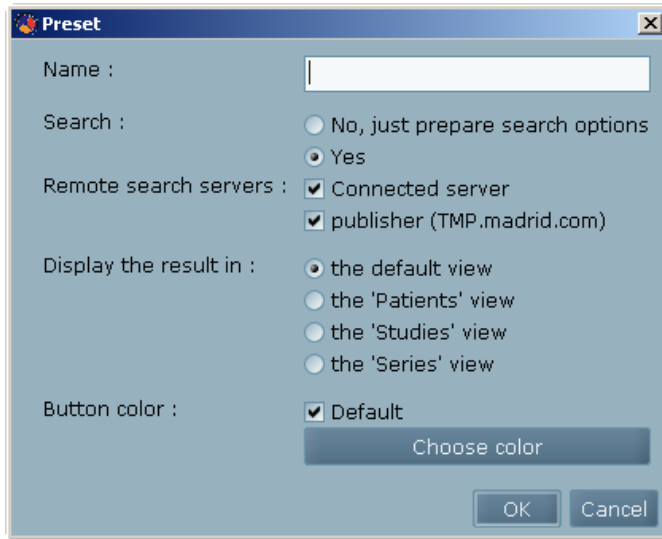 Preset
Name :
Search :
No, just prepare search options
Yes
Remote search servers :
Connected server
publisher (TMP.madrid.com)
Display the result in :
the default view
the 'Patients' view
the 'Studies' view
the 'Series' view
Button color :
Default
Choose color
OK
Cancel